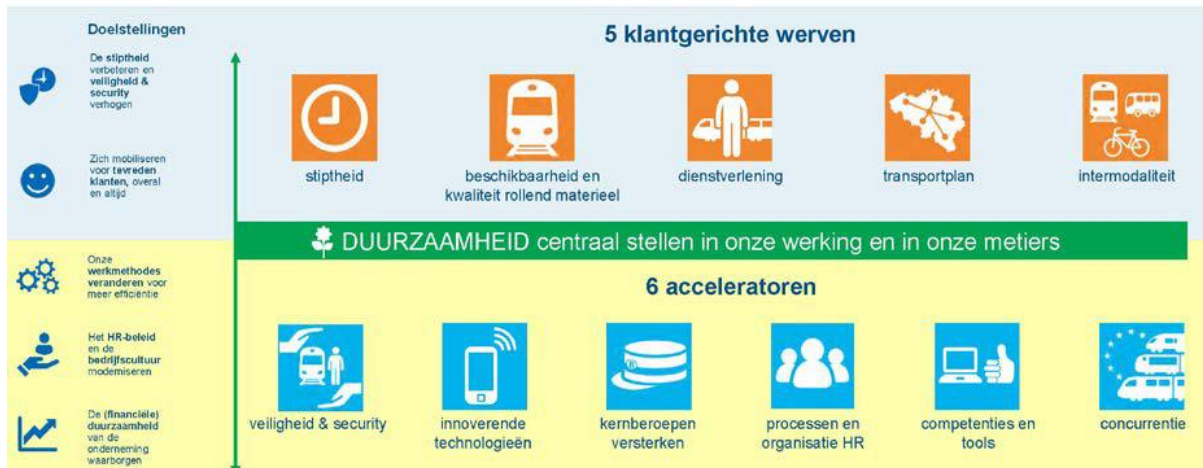 Doelstellingen
De stiptheid
verbeteren en
veiligheid &
security
verhogen
Zich mobiliseren
voor tevreden
klanten, overal
en altijd
Onze
werkmethodes
veranderen voor
meer efficiëntie
Het HR-beleid
en de
bedrijfscultuur
moderniseren
De (financiële)
duurzaamheid
van de
onderneming
waarborgen
5 klantgerichte werven
stiptheid
beschikbaarheid en
kwaliteit rollend materieel
dienstverlening
transportplan
intermodaliteit
DUURZAAMHEID centraal stellen in onze werking en in onze metiers
6 acceleratoren
veiligheid & security
innoverende
technologieën
kernberoepen
versterken
processen en
organisatie HR
competenties en
tools
concurrentie